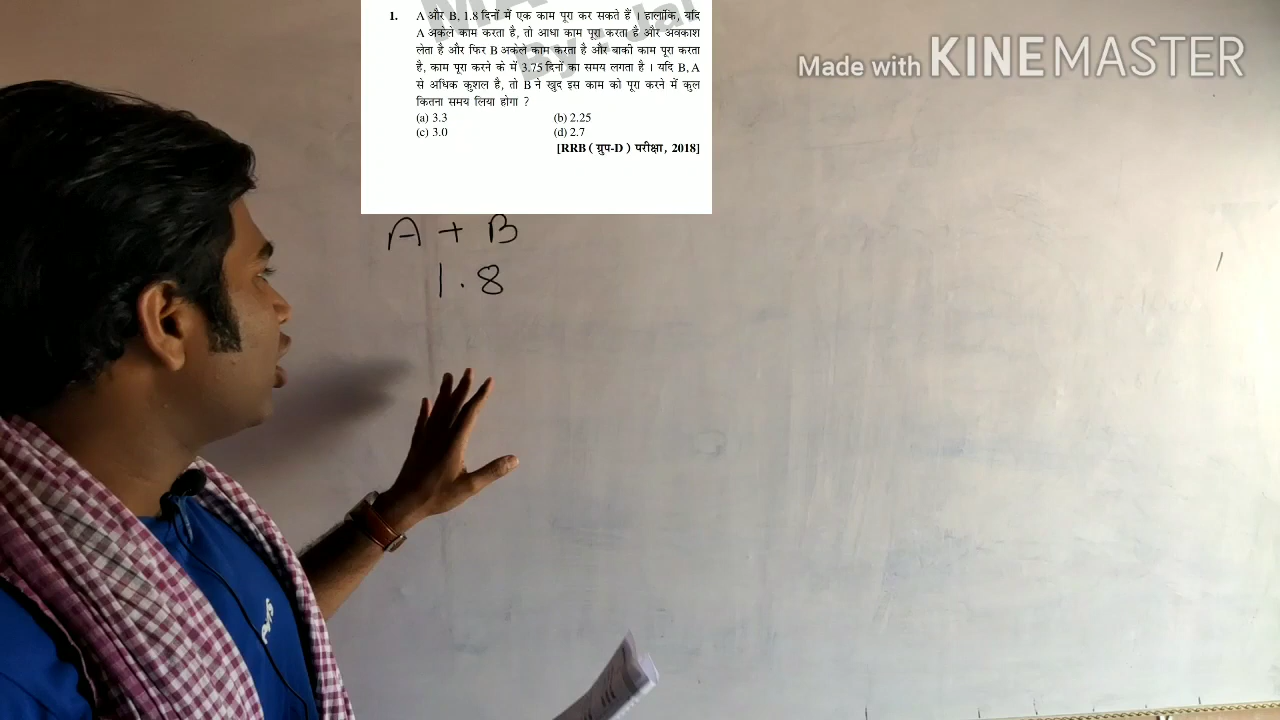 1. A और B, 1.8 दिनों में एक काम पूरा कर सकते हैं । हालाँकि, यदि
A अकेले काम करता है, तो आधा काम पूरा करता है और अवकाश
लेता है और फिर B अकेले काम करता है और बाकी काम पूरा करता
है, काम पूरा करने के में 3.75 दिनों का समय लगता है । यदि B, A
से अधिक कुशल है, तो B ने खुद इस काम को पूरा करने में कुल
कितना समय लिया होगा ?
(a) 3.3 (b) 2.25
(c) 3.0 (d) 2.7
[RRB ( ग्रुप-D ) परीक्षा, 2018]
Made with KINEMASTER
A + B
1.8